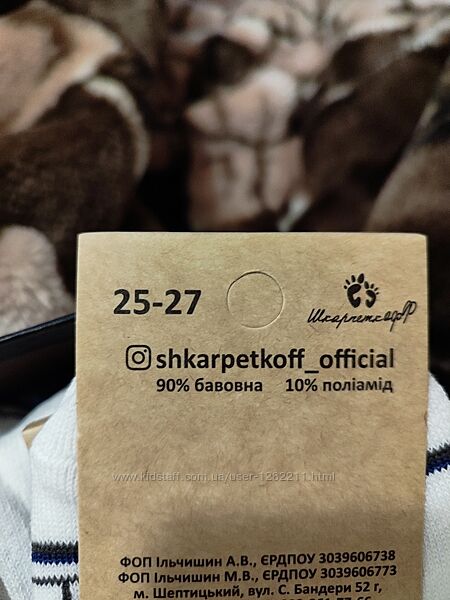 25-27
Шкарпеткофф
shkarpetkoff_official
90% бавовна 10% поліамід
www.kidstaff.com.ua/user-1282211.html
ФОП Ільчишин А.В., ЄРДПОУ 3039606738
ФОП Ільчишин М.В., ЄРДПОУ 3039606773
м. Шептицький, вул. С. Бандери 52 г,